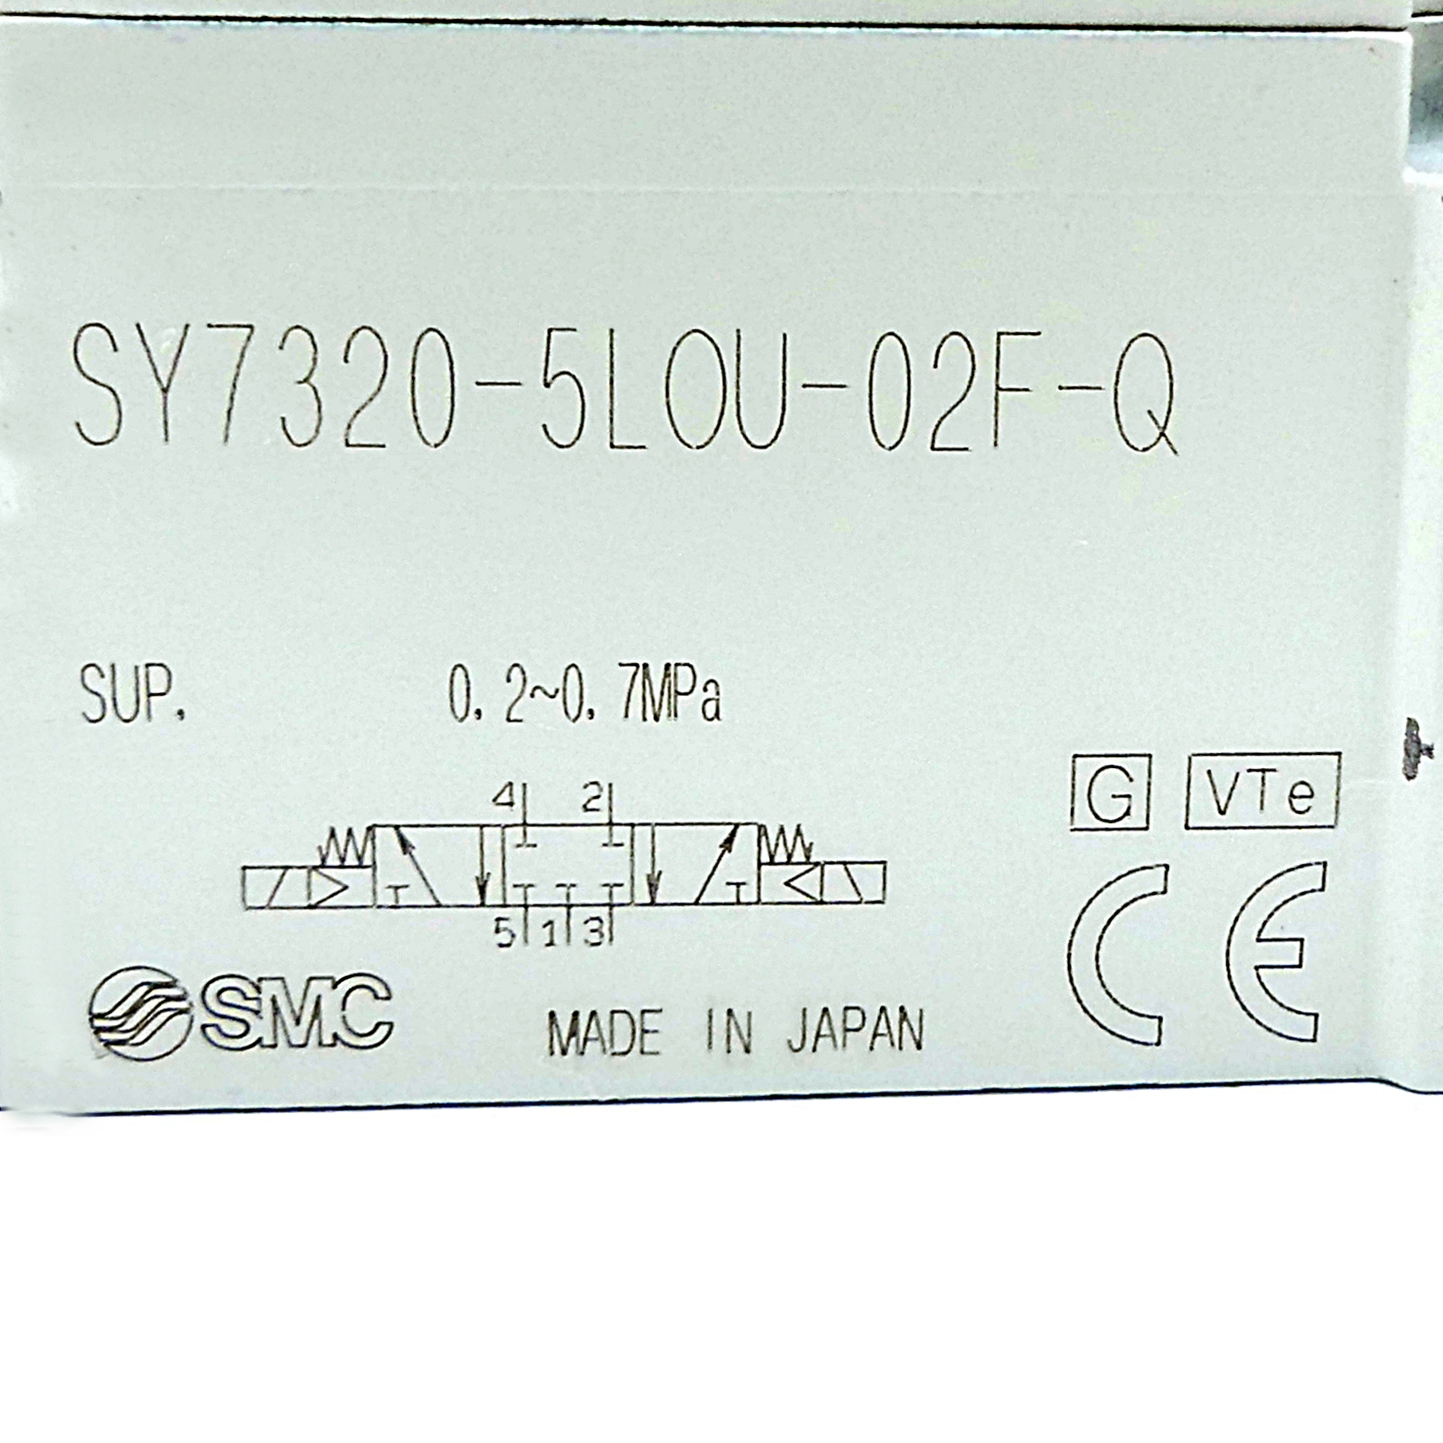 SY7320-5LOU-02F-Q
SUP. 0.2~0.7MPa
4 2
5 1 3
G VTe
SMC
MADE IN JAPAN
CE